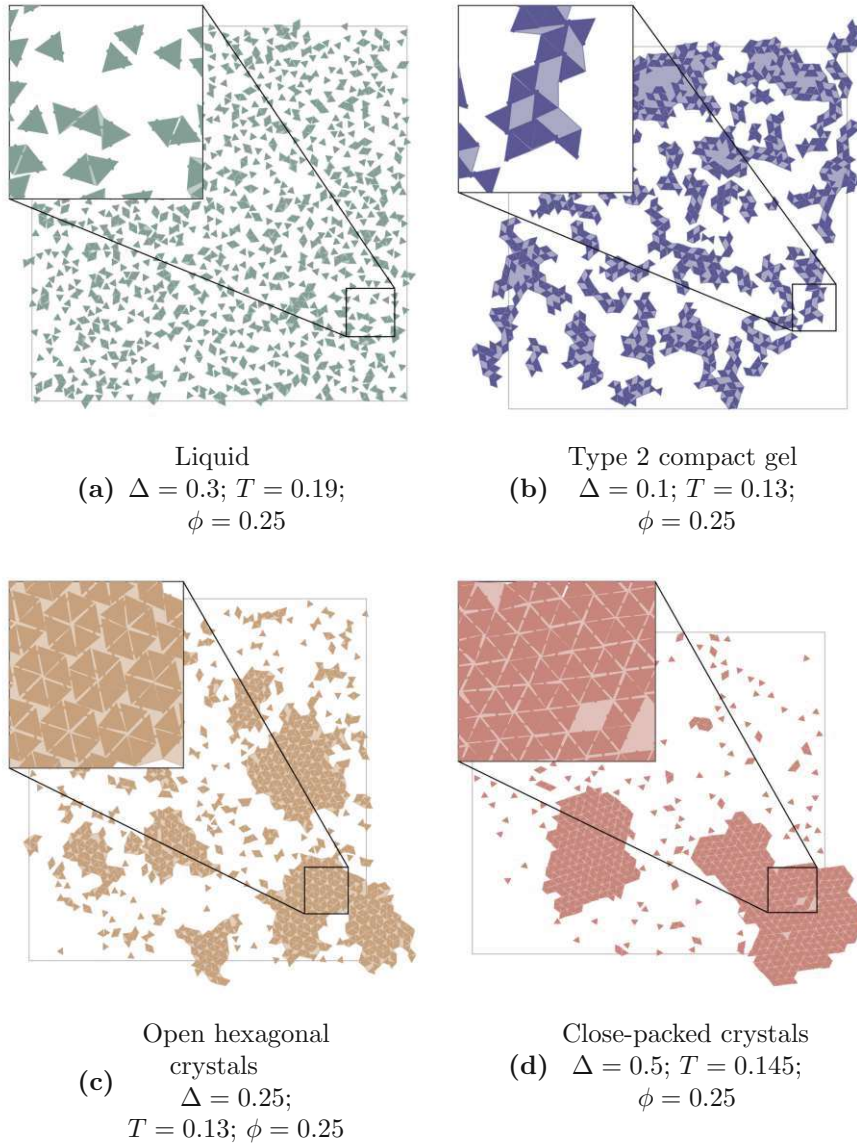 Liquid
(a) Δ = 0.3; T = 0.19;
ϕ = 0.25
Type 2 compact gel
(b) Δ = 0.1; T = 0.13;
ϕ = 0.25
Open hexagonal
crystals
(c) Δ = 0.25;
T = 0.13; ϕ = 0.25
Close-packed crystals
(d) Δ = 0.5; T = 0.145;
ϕ = 0.25